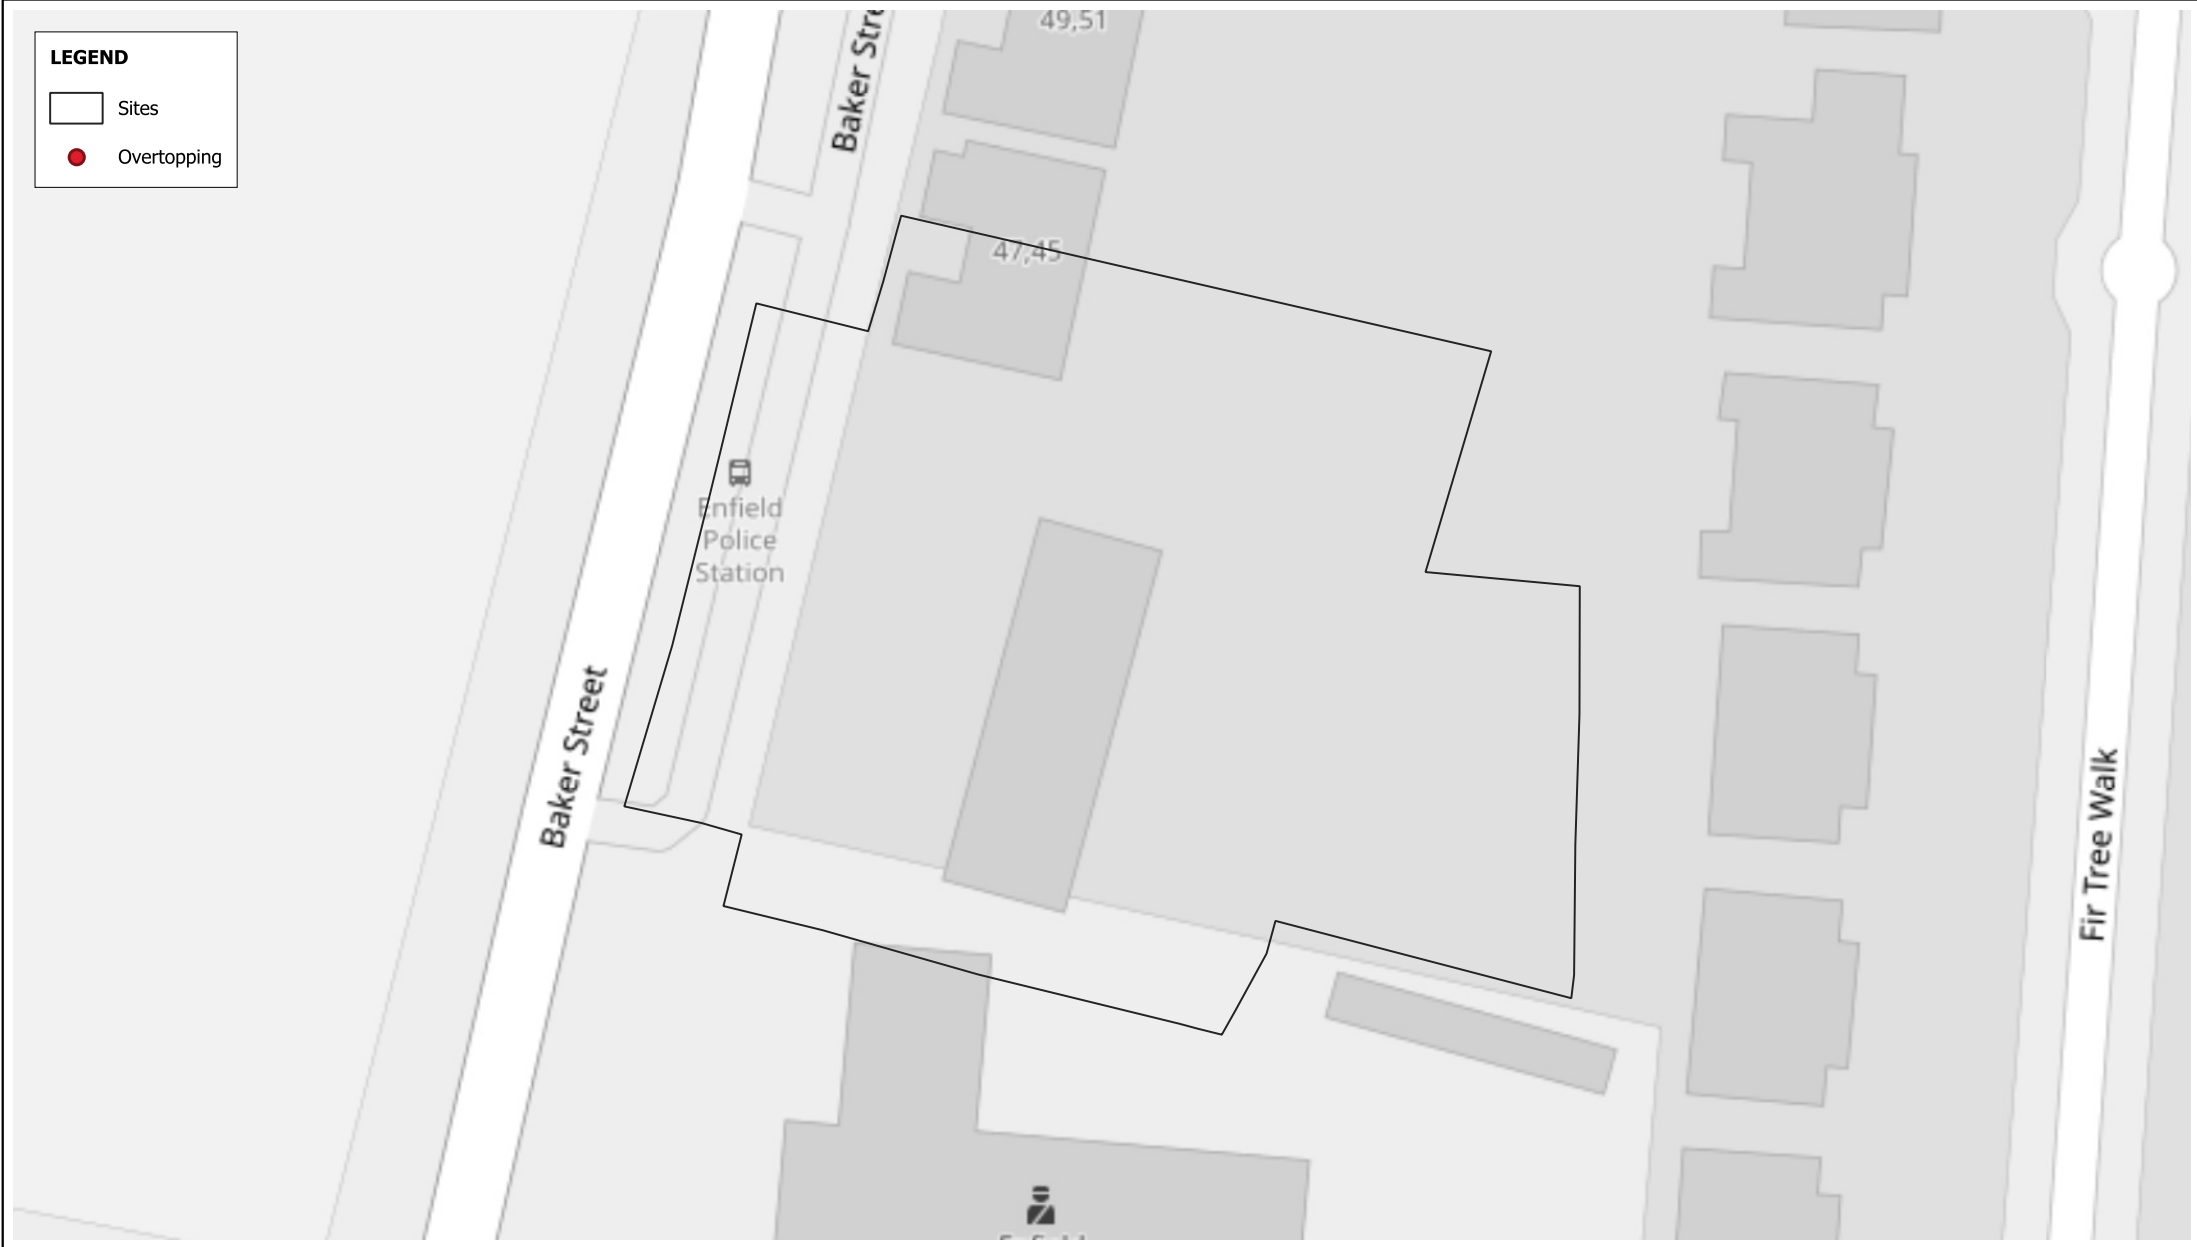 LEGEND
Sites
Overtopping
49,51
Baker Stre
47,45
Enfield
Police
Station
Baker Street
Fir Tree Walk